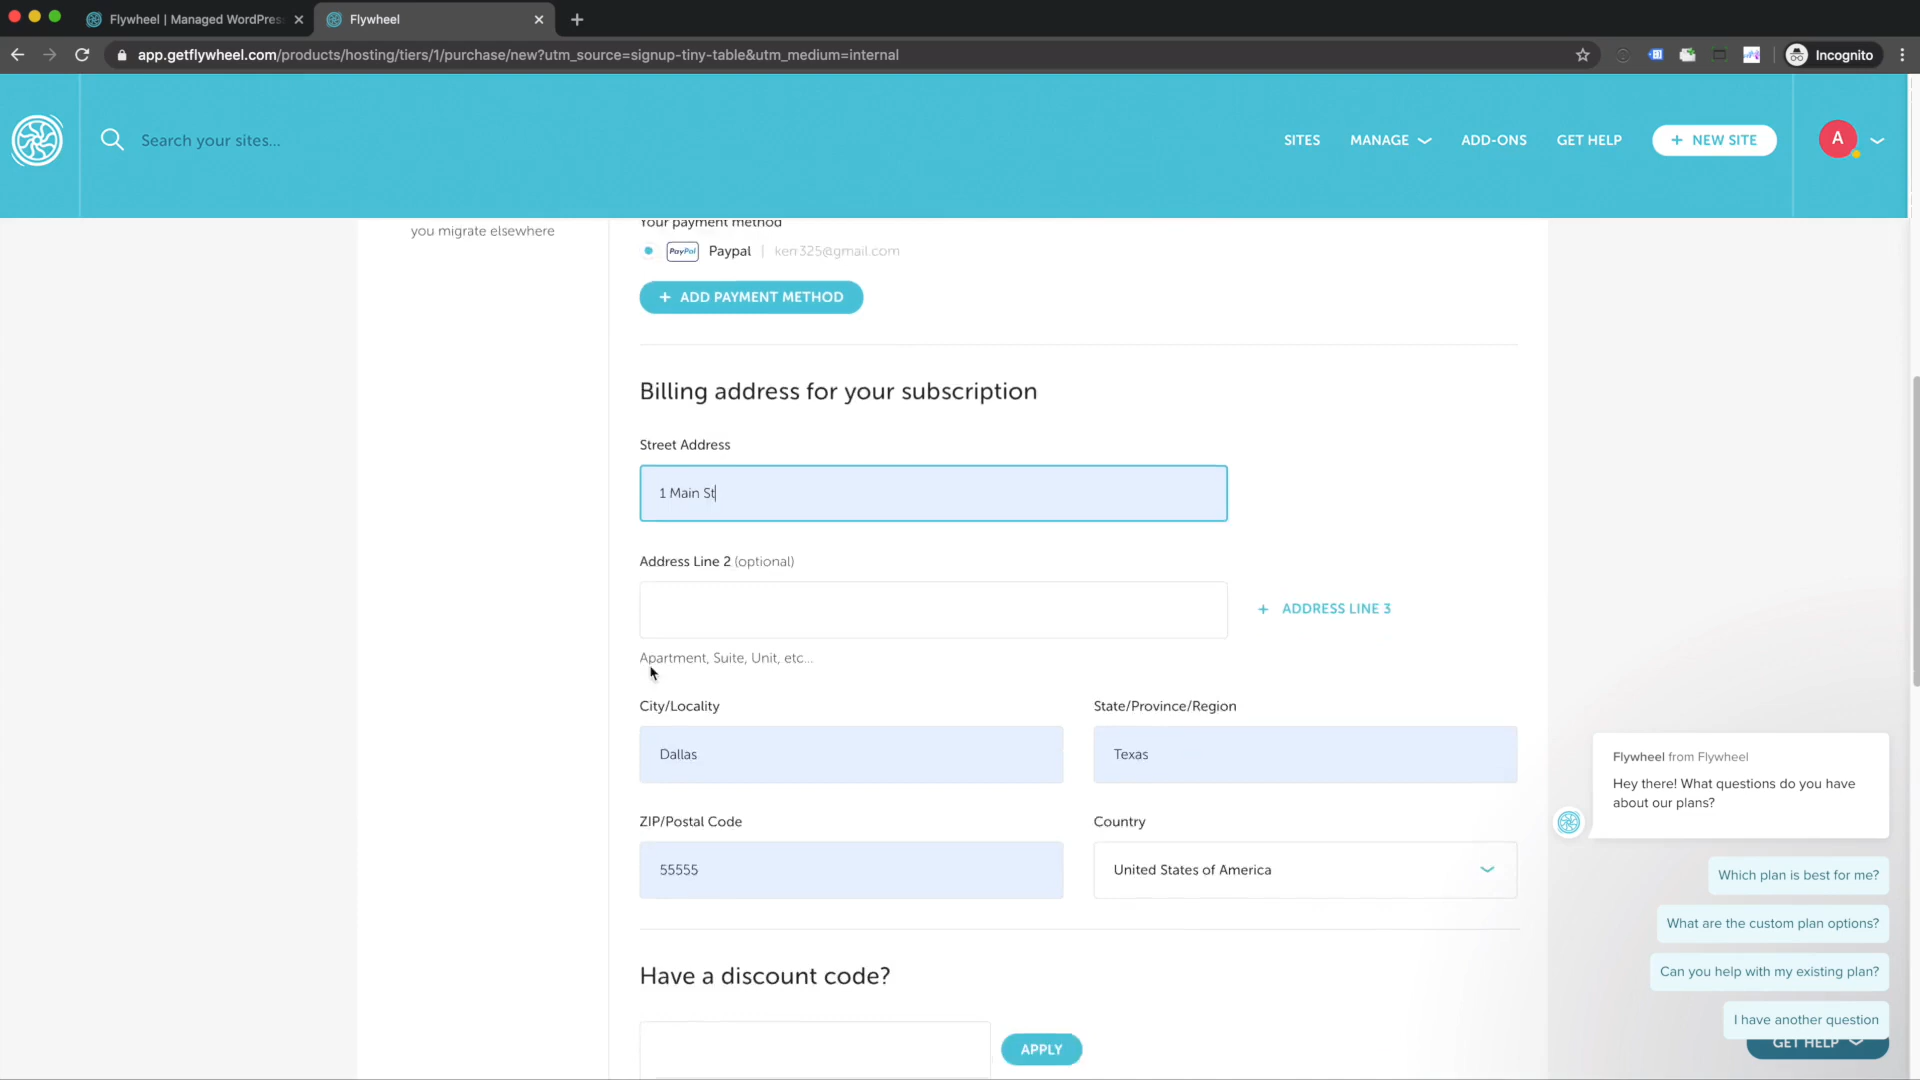 Flywheel | Managed WordPres
Flywheel
app.getflywheel.com/products/hosting/tiers/1/purchase/new?utm_source=signup-tiny-table&utm_medium=internal
Incognito
Search your sites...
SITES
MANAGE
ADD-ONS
GET HELP
+ NEW SITE
A
you migrate elsewhere
Your payment method
PayPal
Paypal | kerr325@gmail.com
+ ADD PAYMENT METHOD
Billing address for your subscription
Street Address
1 Main St
Address Line 2 (optional)
+ ADDRESS LINE 3
Apartment, Suite, Unit, etc...
City/Locality
State/Province/Region
Dallas
Texas
ZIP/Postal Code
Country
55555
United States of America
Have a discount code?
APPLY
Flywheel from Flywheel
Hey there! What questions do you have
about our plans?
Which plan is best for me?
What are the custom plan options?
Can you help with my existing plan?
I have another question
GET HELP